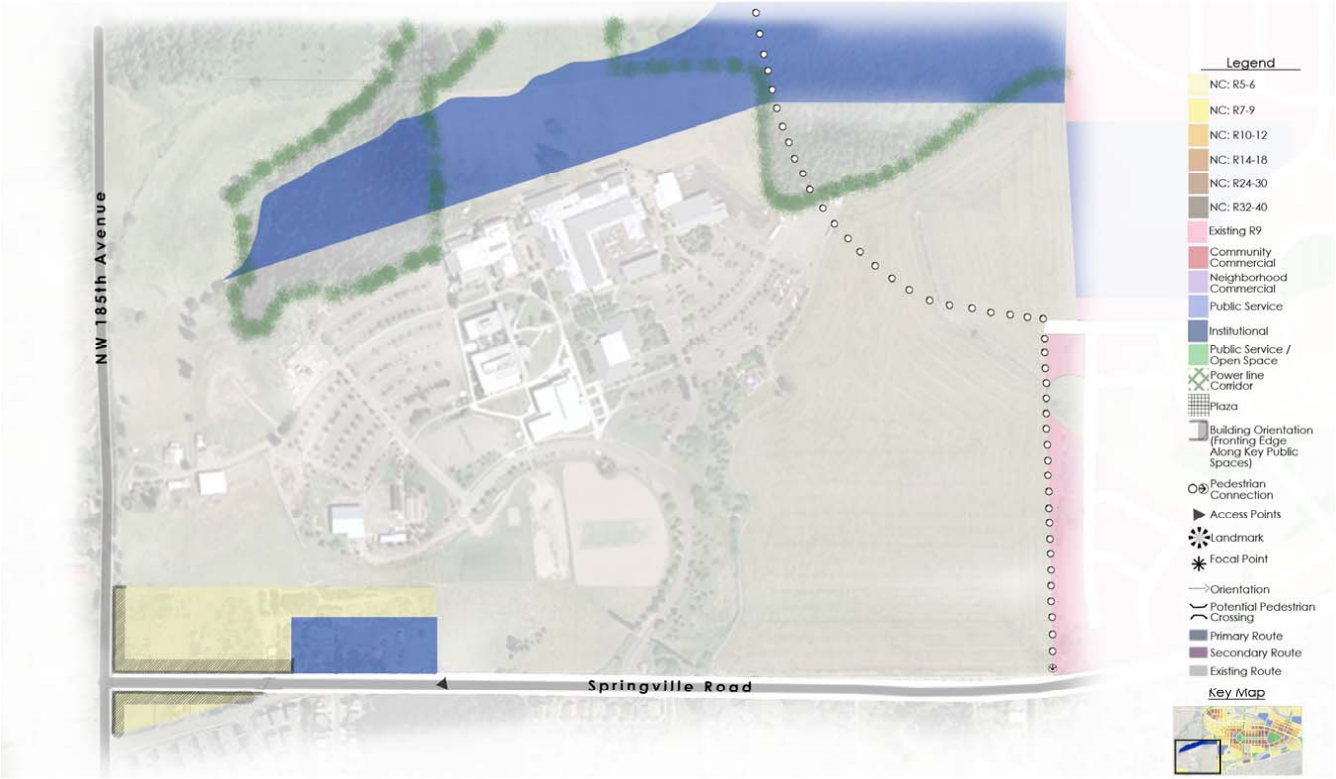 NW 185th Avenue
Springville Road
Legend
NC: R5-6
NC: R7-9
NC: R10-12
NC: R14-18
NC: R24-30
NC: R32-40
Existing R9
Community
Commercial
Neighborhood
Commercial
Public Service
Institutional
Public Service /
Open Space
Power line
Corridor
Plaza
Building Orientation
(Fronting Edge
Along Key Public
Spaces)
Pedestrian
Connection
Access Points
Landmark
Focal Point
Orientation
Potential Pedestrian
Crossing
Primary Route
Secondary Route
Existing Route
Key Map